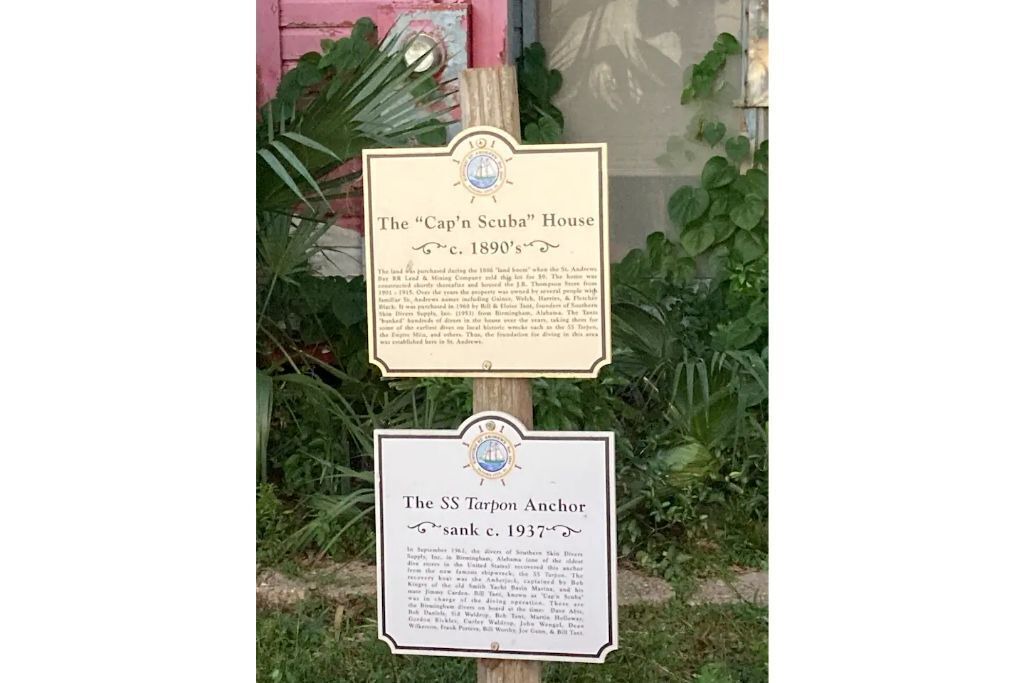 The "Cap'n Scuba" House
c. 1890's
The land was purchased during the 1886 "land boom" when the St. Andrews
Bay RR Land & Mining Company sold this lot for $9. The home was
constructed shortly thereafter and housed the J.R. Thompson Store from
1901 - 1915. Over the years the property was owned by several people with
familiar St. Andrews names including Gainer, Welch, Harries, & Fletcher
Black. It was purchased in 1960 by Bill & Eloise Tant, founders of Southern
Skin Divers Supply, Inc. (1953) from Birmingham, Alabama. The Tants
"bunked" hundreds of divers in the house over the years, taking them for
some of the earliest dives on local historic wrecks such as the SS Tarpon,
the Empire Mica, and others. Thus, the foundation for diving in this area
was established here in St. Andrews.
The SS Tarpon Anchor
sank c. 1937
In September 1962, the divers of Southern Skin Divers
Supply, Inc. in Birmingham, Alabama (one of the oldest
dive stores in the United States) recovered this anchor
from the now famous shipwreck, the SS Tarpon. The
recovery boat was the Amberjack, captained by Bob
of the old Smith Yacht Basin Marina, and his
mate Jimmy Carden. Bill Tant, known as "Cap'n Scuba"
was in charge of the diving operation. These are
the Birmingham divers on board at the time: Dave
Bob Daniels, Sid Waldrop, Bob Tant, Martin Holloway,
Gordon Curley Waldrop, John Wengel, Dean
Wilkerson, Frank Bill Worthy, Joe Gunn, & Bill Tant.